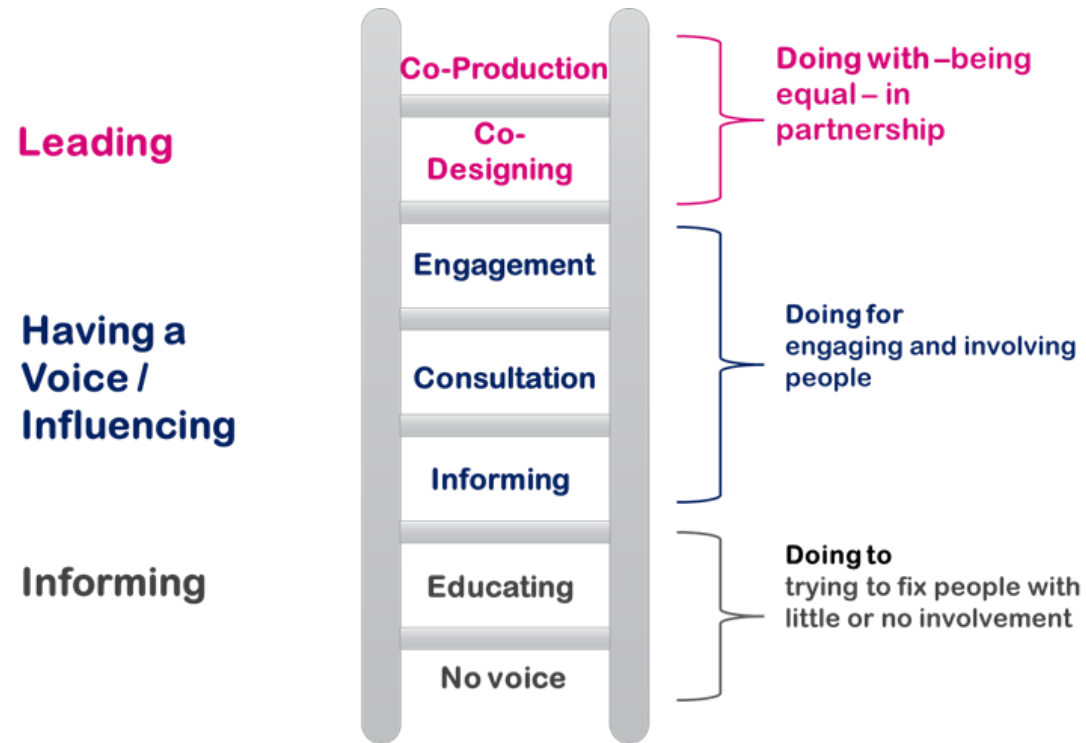 Leading
Co-Production
Co-
Designing
Doing with –being
equal – in
partnership
Having a
Voice /
Influencing
Engagement
Consultation
Informing
Doing for
engaging and involving
people
Informing
Educating
No voice
Doing to
trying to fix people with
little or no involvement